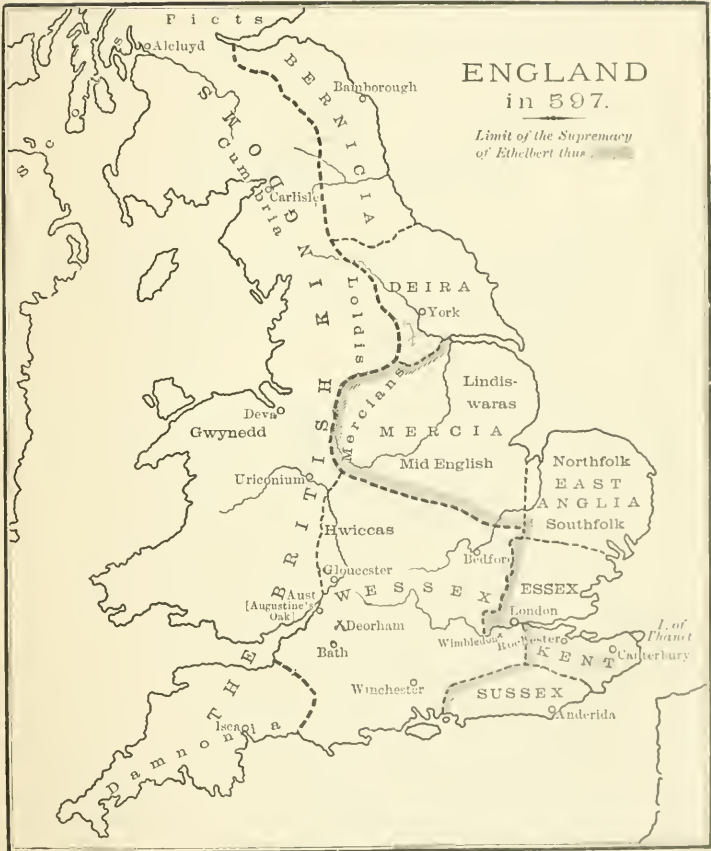 Picts
Alcluyd
Scots
BERNICIA
Bamborough
ENGLAND
in 597.
Limit of the Supremacy
of Ethelbert thus
Cumbria
Carlisle
THE BRITISH KINGDOMS
DEIRA
York
Loidis
Lindis-
waras
Mercians
MERCIA
Deva
Gwynedd
Mid English
Northfolk
EAST
ANGLIA
Southfolk
Uriconium
Hwiccas
Bedford
Gloucester
WESSEX
ESSEX
Aust
[Augustine's
Oak]
London
Deorham
Wimbledon
Rochester
I. of
Thanet
KENT
Canterbury
Bath
Winchester
SUSSEX
Anderida
Isca
Damnonia